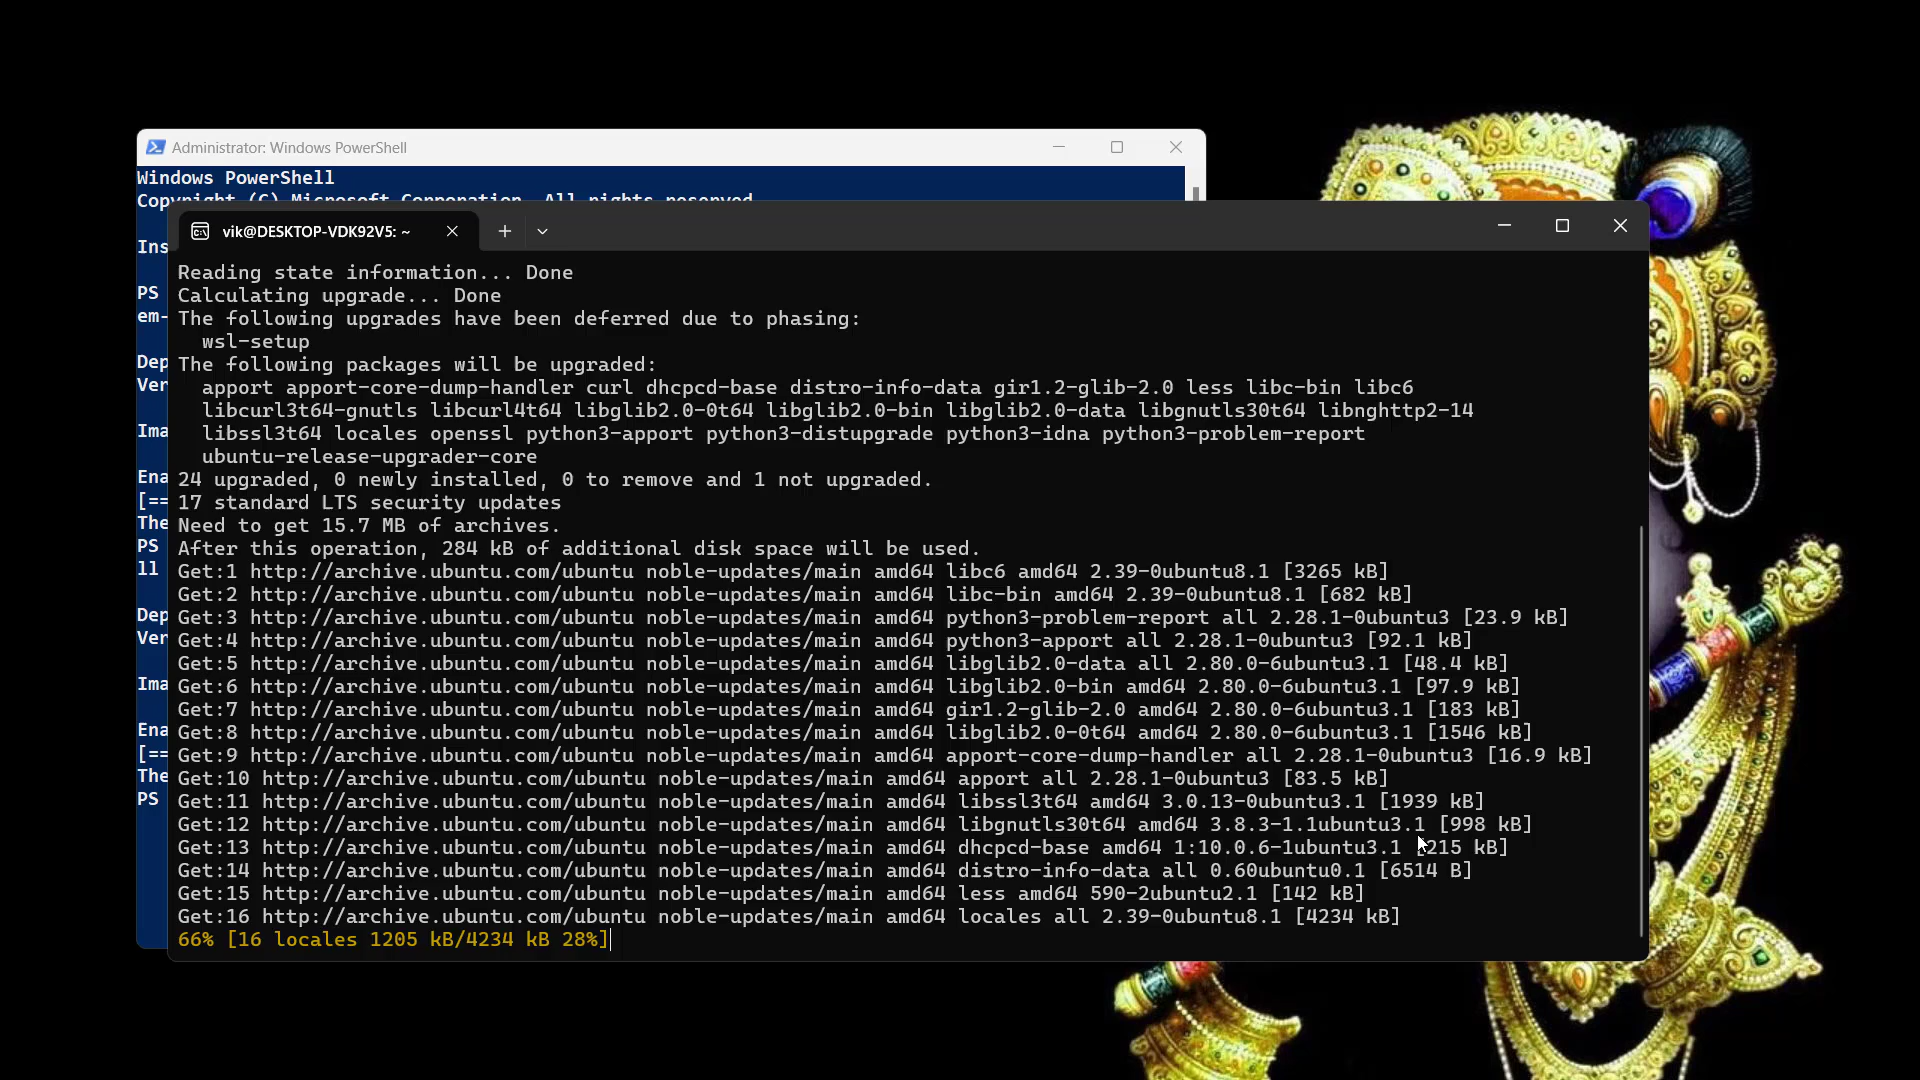 Administrator: Windows PowerShell
Windows PowerShell
Copyright (C) Microsoft Corporation. All rights reserved.
Ins
PS
em-
Dep
Ver
Ima
Ena
[==
The
PS
ll
Dep
Ver
Ima
Ena
[==
The
PS
vik@DESKTOP-VDK92V5: ~
Reading state information... Done
Calculating upgrade... Done
The following upgrades have been deferred due to phasing:
wsl-setup
The following packages will be upgraded:
apport apport-core-dump-handler curl dhcpcd-base distro-info-data gir1.2-glib-2.0 less libc-bin libc6
libcurl3t64-gnutls libcurl4t64 libglib2.0-0t64 libglib2.0-bin libglib2.0-data libgnutls30t64 libnghttp2-14
libssl3t64 locales openssl python3-apport python3-distupgrade python3-idna python3-problem-report
ubuntu-release-upgrader-core
24 upgraded, 0 newly installed, 0 to remove and 1 not upgraded.
17 standard LTS security updates
Need to get 15.7 MB of archives.
After this operation, 284 kB of additional disk space will be used.
Get:1 http://archive.ubuntu.com/ubuntu noble-updates/main amd64 libc6 amd64 2.39-0ubuntu8.1 [3265 kB]
Get:2 http://archive.ubuntu.com/ubuntu noble-updates/main amd64 libc-bin amd64 2.39-0ubuntu8.1 [682 kB]
Get:3 http://archive.ubuntu.com/ubuntu noble-updates/main amd64 python3-problem-report all 2.28.1-0ubuntu3 [23.9 kB]
Get:4 http://archive.ubuntu.com/ubuntu noble-updates/main amd64 python3-apport all 2.28.1-0ubuntu3 [92.1 kB]
Get:5 http://archive.ubuntu.com/ubuntu noble-updates/main amd64 libglib2.0-data all 2.80.0-6ubuntu3.1 [48.4 kB]
Get:6 http://archive.ubuntu.com/ubuntu noble-updates/main amd64 libglib2.0-bin amd64 2.80.0-6ubuntu3.1 [97.9 kB]
Get:7 http://archive.ubuntu.com/ubuntu noble-updates/main amd64 gir1.2-glib-2.0 amd64 2.80.0-6ubuntu3.1 [183 kB]
Get:8 http://archive.ubuntu.com/ubuntu noble-updates/main amd64 libglib2.0-0t64 amd64 2.80.0-6ubuntu3.1 [1546 kB]
Get:9 http://archive.ubuntu.com/ubuntu noble-updates/main amd64 apport-core-dump-handler all 2.28.1-0ubuntu3 [16.9 kB]
Get:10 http://archive.ubuntu.com/ubuntu noble-updates/main amd64 apport all 2.28.1-0ubuntu3 [83.5 kB]
Get:11 http://archive.ubuntu.com/ubuntu noble-updates/main amd64 libssl3t64 amd64 3.0.13-0ubuntu3.1 [1939 kB]
Get:12 http://archive.ubuntu.com/ubuntu noble-updates/main amd64 libgnutls30t64 amd64 3.8.3-1.1ubuntu3.1 [998 kB]
Get:13 http://archive.ubuntu.com/ubuntu noble-updates/main amd64 dhcpcd-base amd64 1:10.0.6-1ubuntu3.1 [215 kB]
Get:14 http://archive.ubuntu.com/ubuntu noble-updates/main amd64 distro-info-data all 0.60ubuntu0.1 [6514 B]
Get:15 http://archive.ubuntu.com/ubuntu noble-updates/main amd64 less amd64 590-2ubuntu2.1 [142 kB]
Get:16 http://archive.ubuntu.com/ubuntu noble-updates/main amd64 locales all 2.39-0ubuntu8.1 [4234 kB]
66% [16 locales 1205 kB/4234 kB 28%]